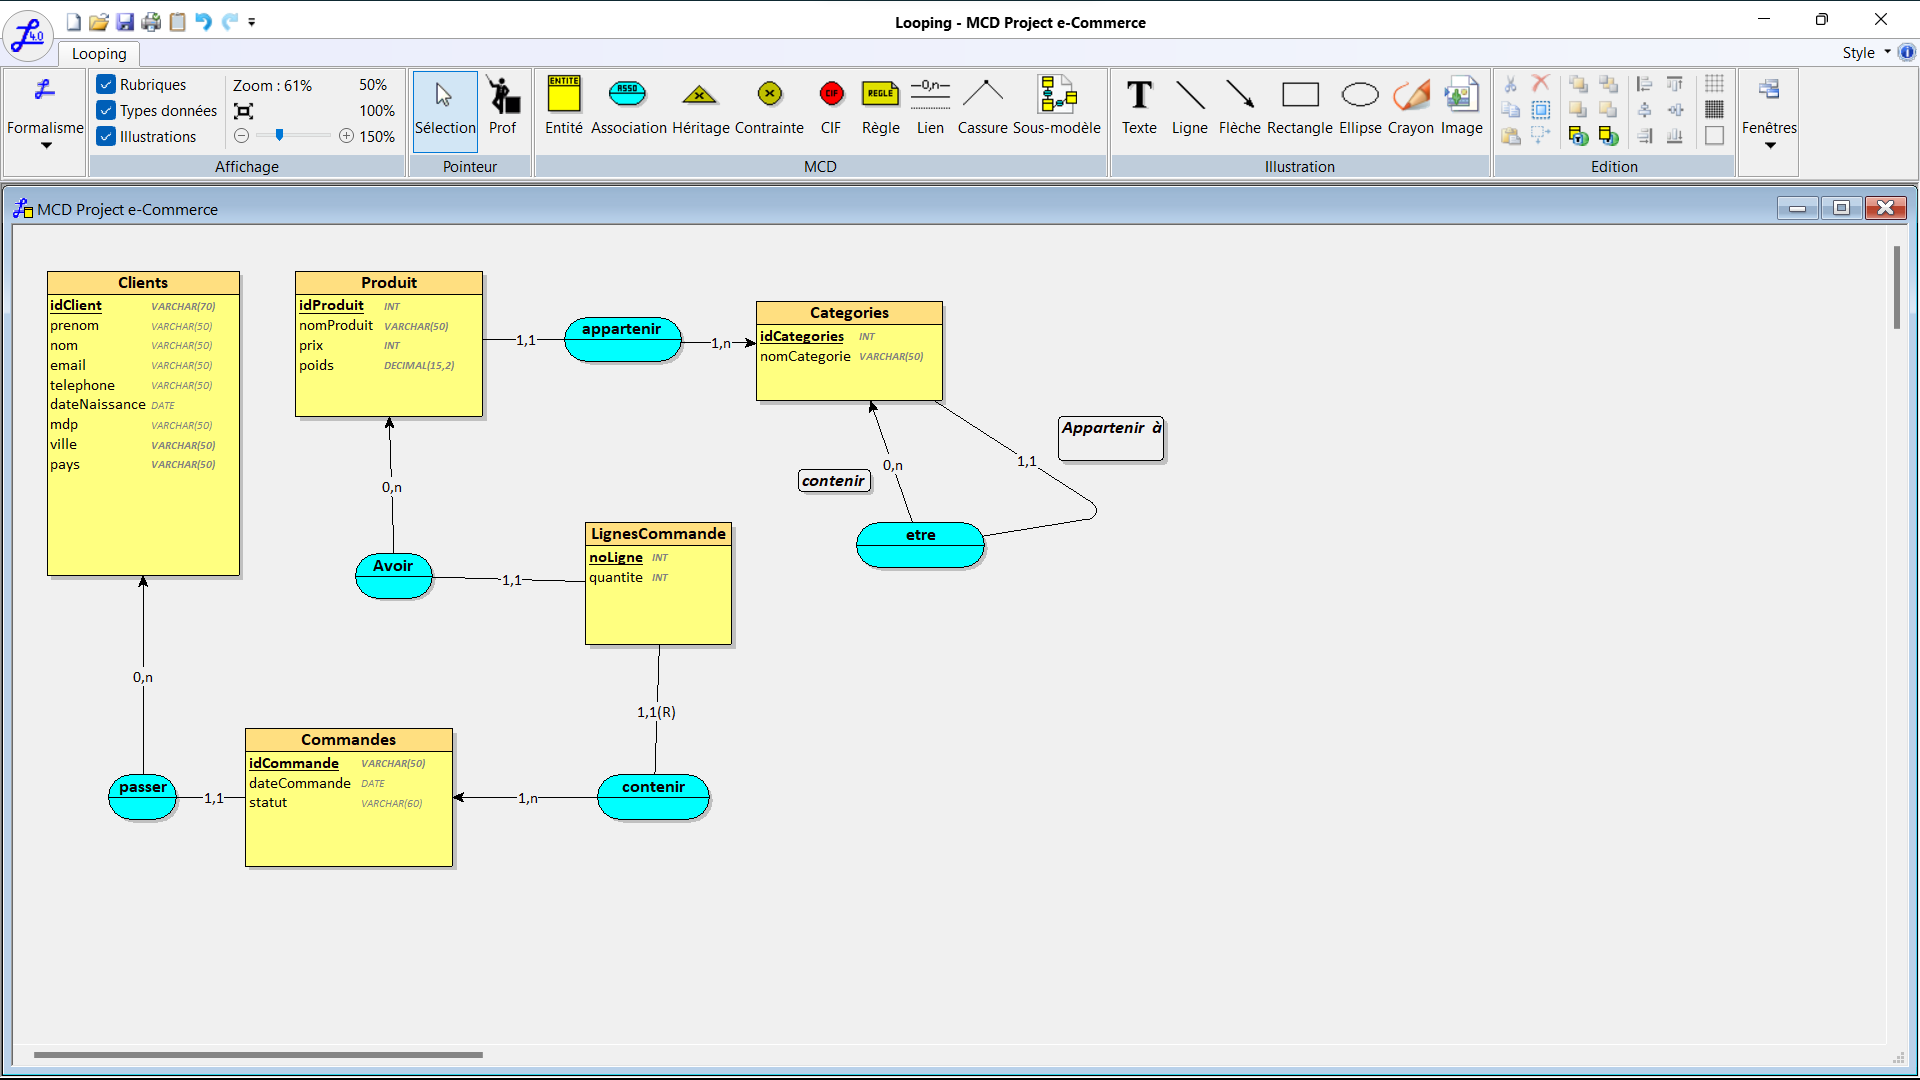 Looping - MCD Project e-Commerce
4.0
Looping
Style
Formalisme
Rubriques
Types données
Illustrations
Zoom : 61%
50%
100%
150%
Affichage
Sélection
Prof
Pointeur
ENTITE
Entité
ASSO
Association
Héritage
Contrainte
CIF
CIF
REGLE
Règle
—0,n—
Lien
Cassure
Sous-modèle
MCD
T
Texte
Ligne
Flèche
Rectangle
Ellipse
Crayon
Image
Illustration
Edition
Fenêtres
MCD Project e-Commerce
Clients
idClient VARCHAR(70)
prenom VARCHAR(50)
nom VARCHAR(50)
email VARCHAR(50)
telephone VARCHAR(50)
dateNaissance DATE
mdp VARCHAR(50)
ville VARCHAR(50)
pays VARCHAR(50)
Produit
idProduit INT
nomProduit VARCHAR(50)
prix INT
poids DECIMAL(15,2)
1,1
appartenir
1,n
Categories
idCategories INT
nomCategorie VARCHAR(50)
Appartenir à
1,1
0,n
contenir
etre
0,n
Avoir
1,1
LignesCommande
noLigne INT
quantite INT
0,n
1,1(R)
Commandes
idCommande VARCHAR(50)
dateCommande DATE
statut VARCHAR(60)
passer
1,1
1,n
contenir